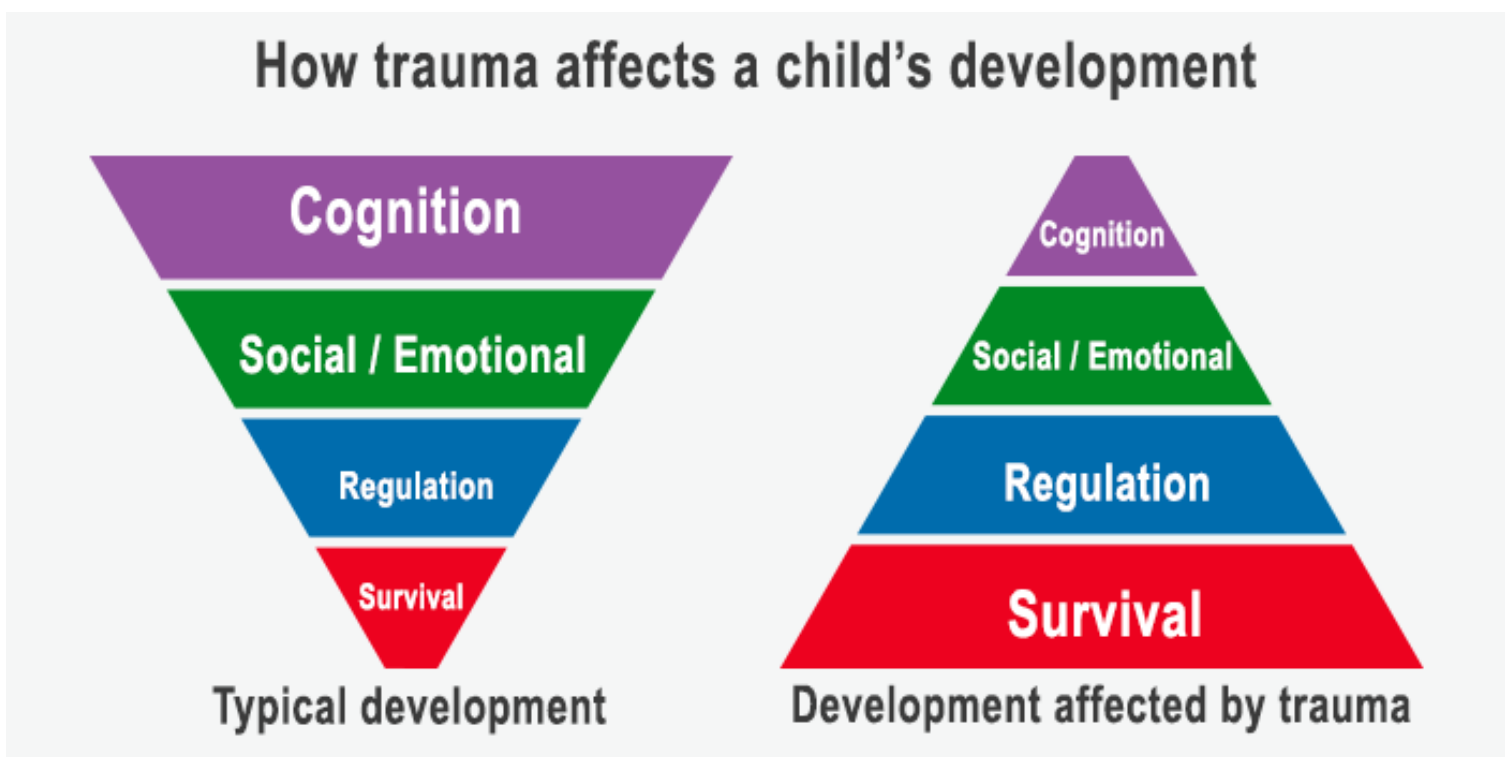 How trauma affects a child’s development
Cognition
Social / Emotional
Regulation
Survival
Typical development
Cognition
Social / Emotional
Regulation
Survival
Development affected by trauma